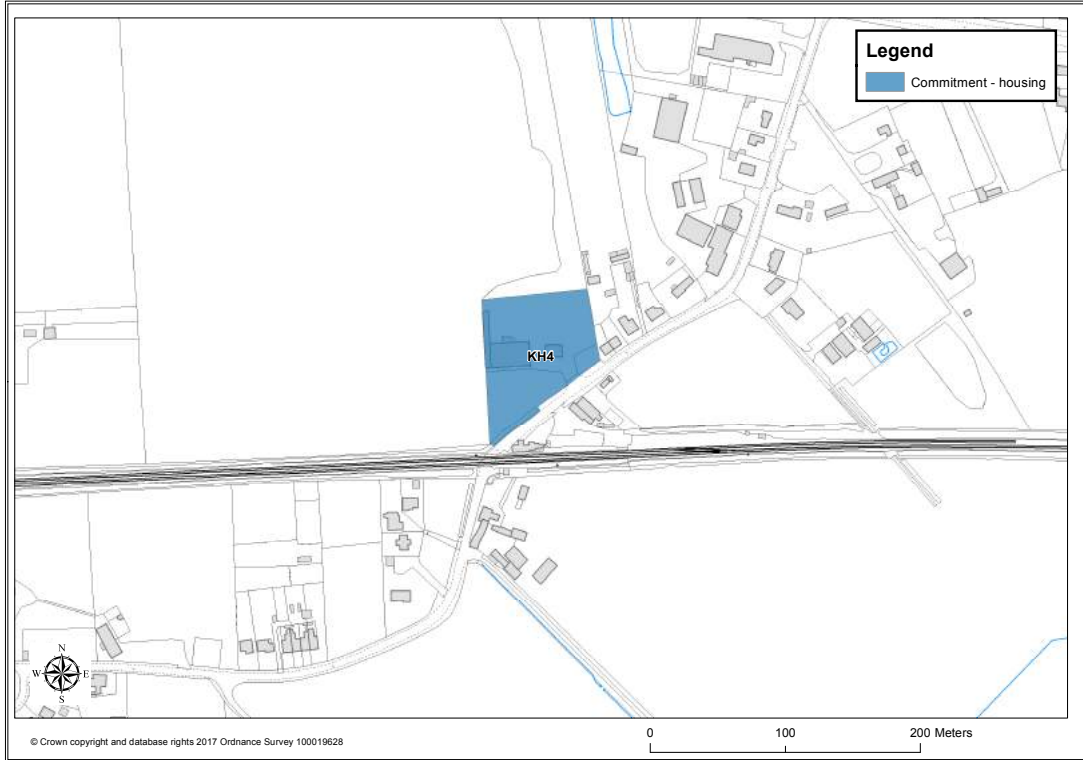 Legend
Commitment - housing
KH4
N
W E
S
© Crown copyright and database rights 2017 Ordnance Survey 100019628
0 100 200 Meters